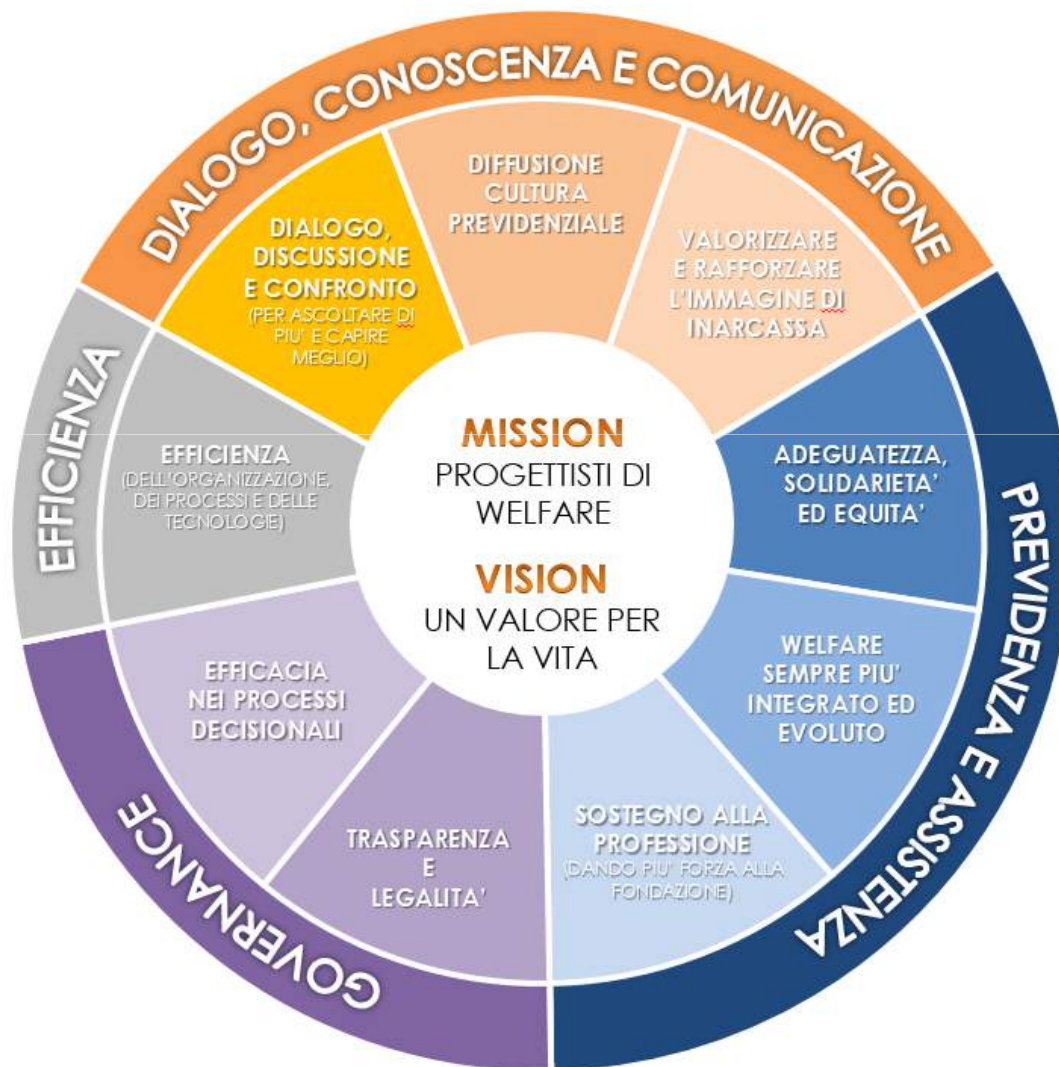 DIALOGO, CONOSCENZA E COMUNICAZIONE
DIALOGO,
DISCUSSIONE
E CONFRONTO
(PER ASCOLTARE DI
PIU' E CAPIRE
MEGLIO)
DIFFUSIONE
CULTURA
PREVIDENZIALE
VALORIZZARE
E RAFFORZARE
L'IMMAGINE DI
INARCASSA
PREVIDENZA E ASSISTENZA
ADEGUATEZZA,
SOLIDARIETA'
ED EQUITA'
WELFARE
SEMPRE PIU'
INTEGRATO ED
EVOLUTO
SOSTEGNO ALLA
PROFESSIONE
(DANDO PIU' FORZA ALLA
FONDAZIONE)
GOVERNANCE
TRASPARENZA
E
LEGALITA'
EFFICACIA
NEI PROCESSI
DECISIONALI
EFFICIENZA
EFFICIENZA
(DELL'ORGANIZZAZIONE,
DEI PROCESSI E DELLE
TECNOLOGIE)
MISSION
PROGETTISTI DI
WELFARE
VISION
UN VALORE PER
LA VITA